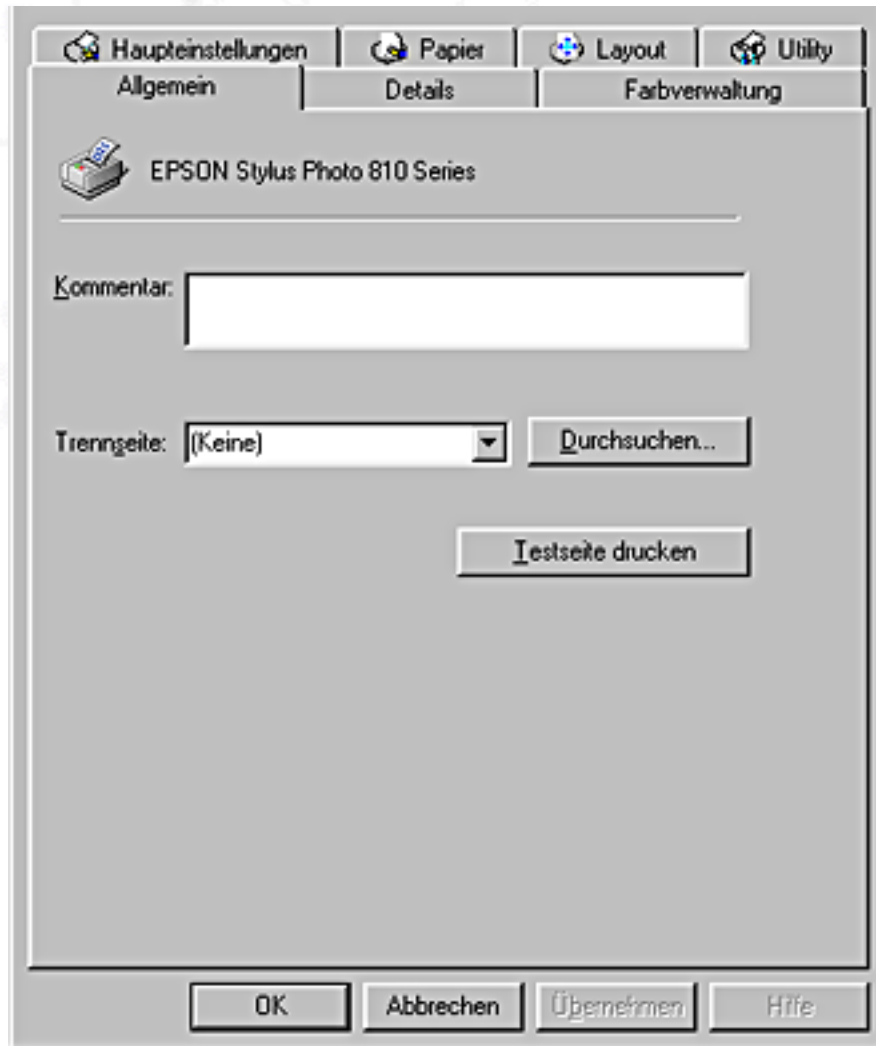 Haupteinstellungen Papier Layout Utility
Allgemein Details Farbverwaltung
EPSON Stylus Photo 810 Series
Kommentar:
Trennseite: (Keine) Durchsuchen...
Testseite drucken
OK Abbrechen Übernehmen Hilfe